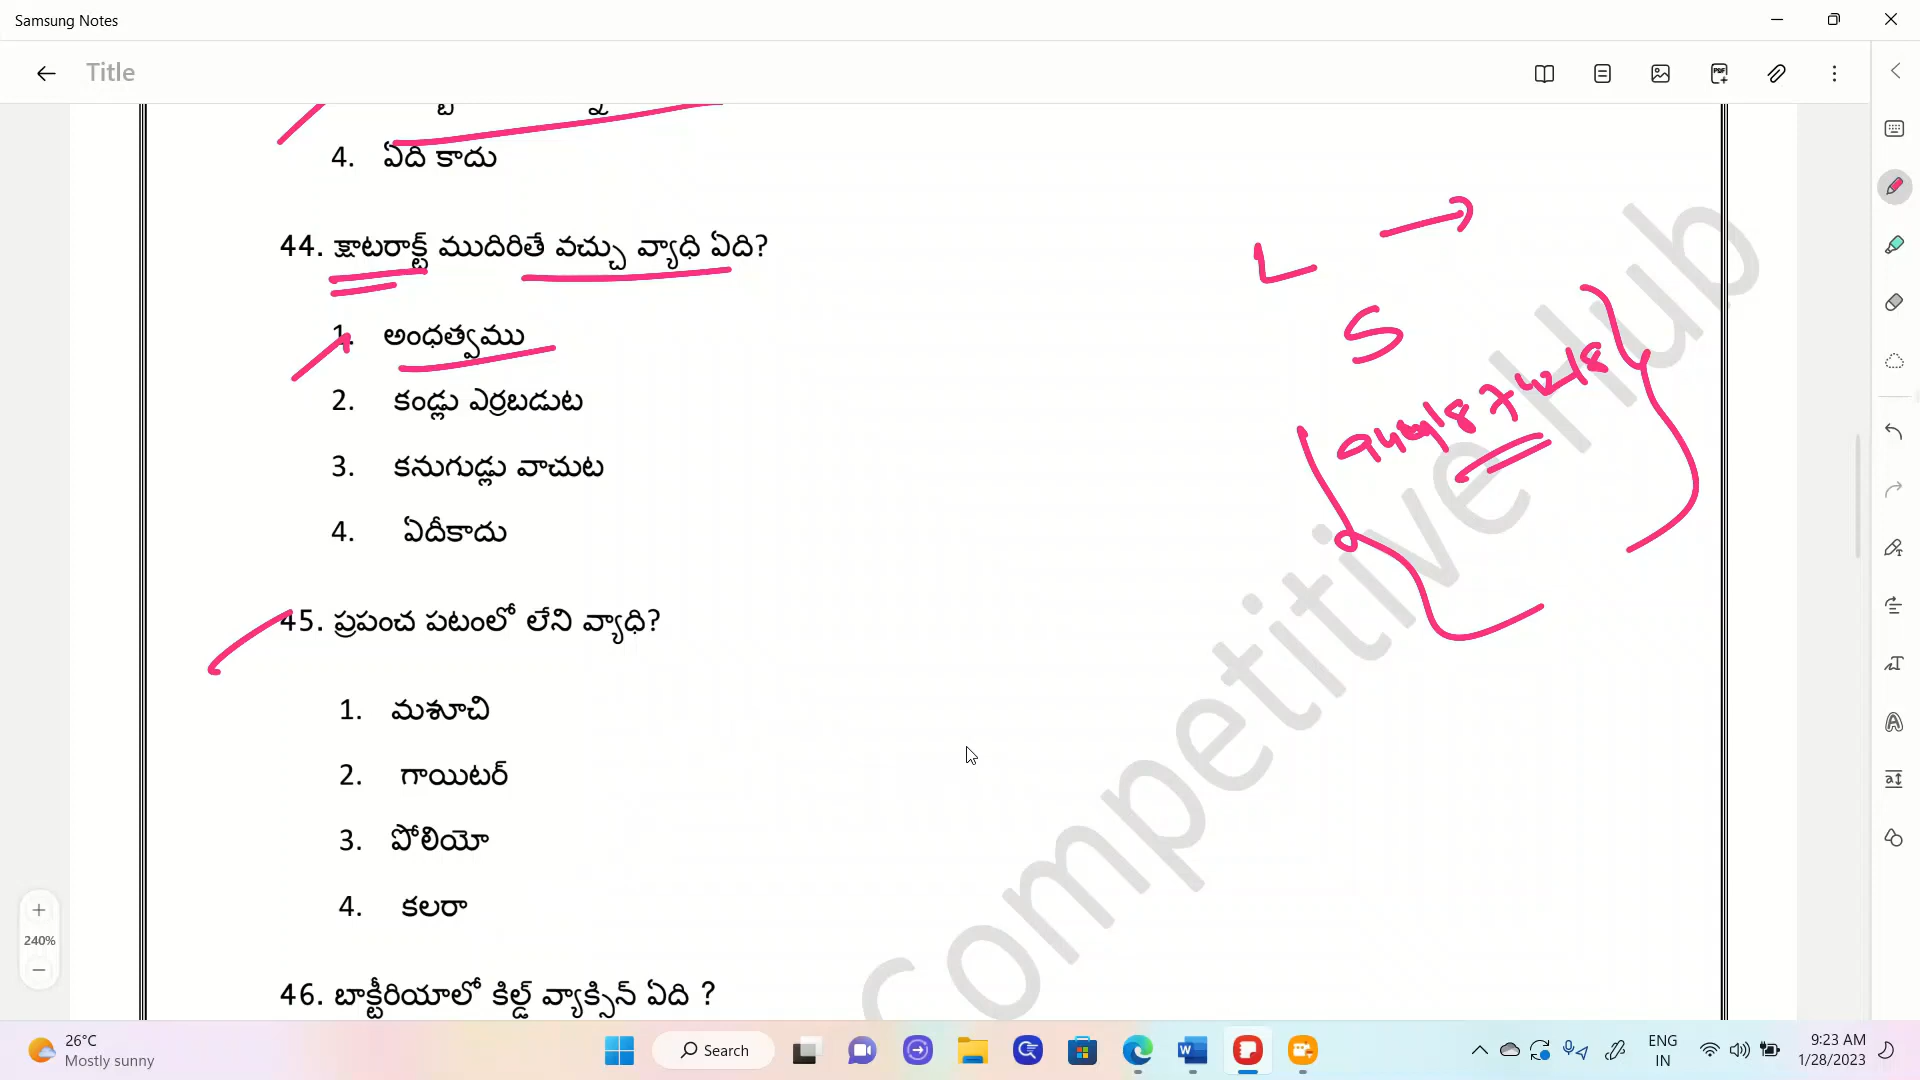 Samsung Notes
Title
4. ఏది కాదు
44. క్షాటరాక్ట్ ముదిరితే వచ్చు వ్యాధి ఏది?
1. అంధత్వము
2. కండ్లు ఎర్రబడుట
3. కనుగుడ్లు వాచుట
4. ఏదీకాదు
L
S
45. ప్రపంచ పటంలో లేని వ్యాధి?
1. మశూచి
2. గాయిటర్
3. పోలియో
4. కలరా
46. బాక్టీరియాలో కిల్డ్ వ్యాక్సిన్ ఏది ?
Competitive Hub
240%
26°C
Mostly sunny
Search
ENG
IN
9:23 AM
1/28/2023